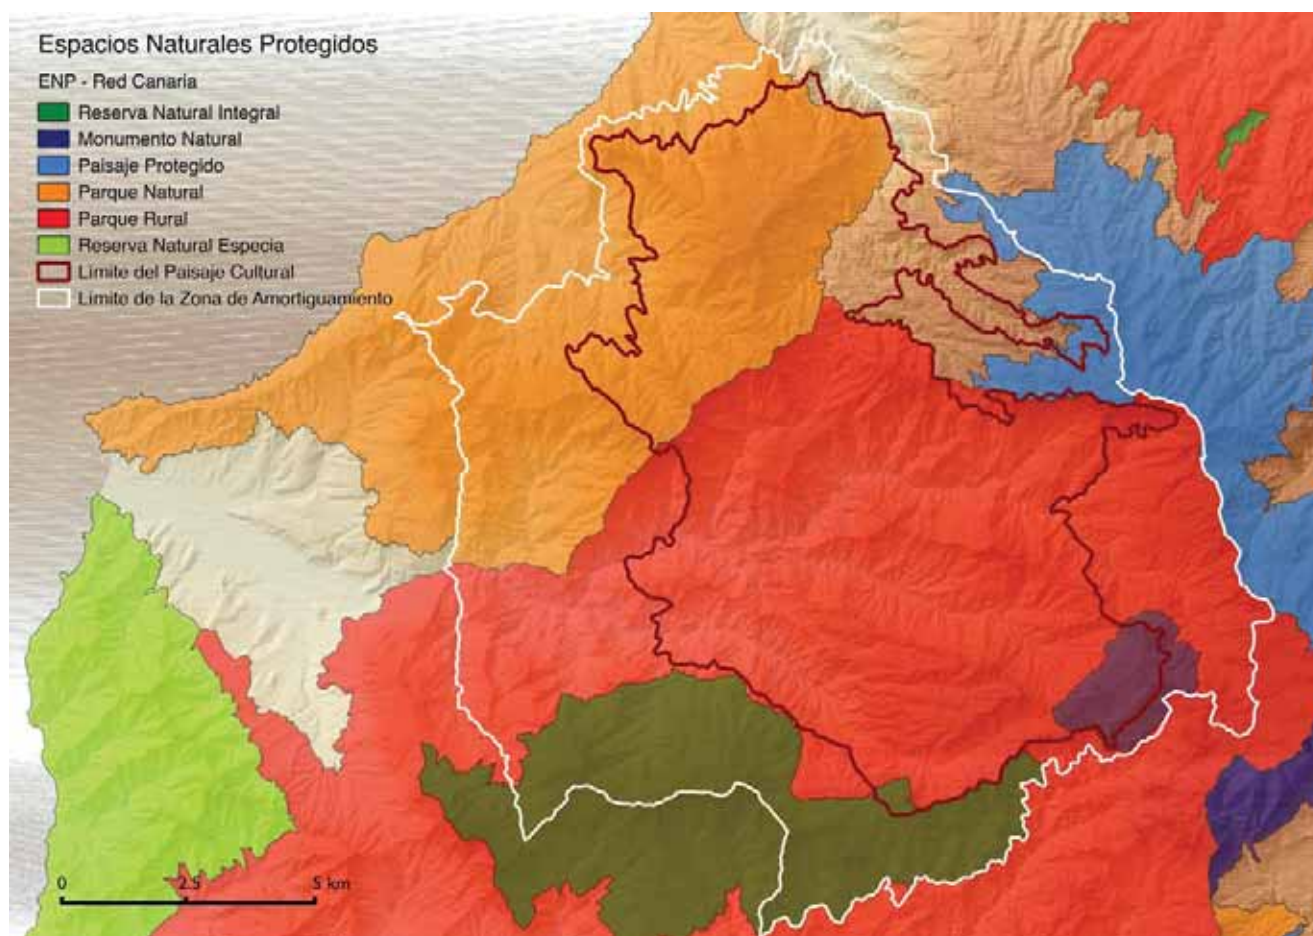 Espacios Naturales Protegidos
ENP - Red Canaria
Reserva Natural Integral
Monumento Natural
Paisaje Protegido
Parque Natural
Parque Rural
Reserva Natural Especia
Limite del Paisaje Cultural
Limite de la Zona de Amortiguamiento
0 2.5 5 km